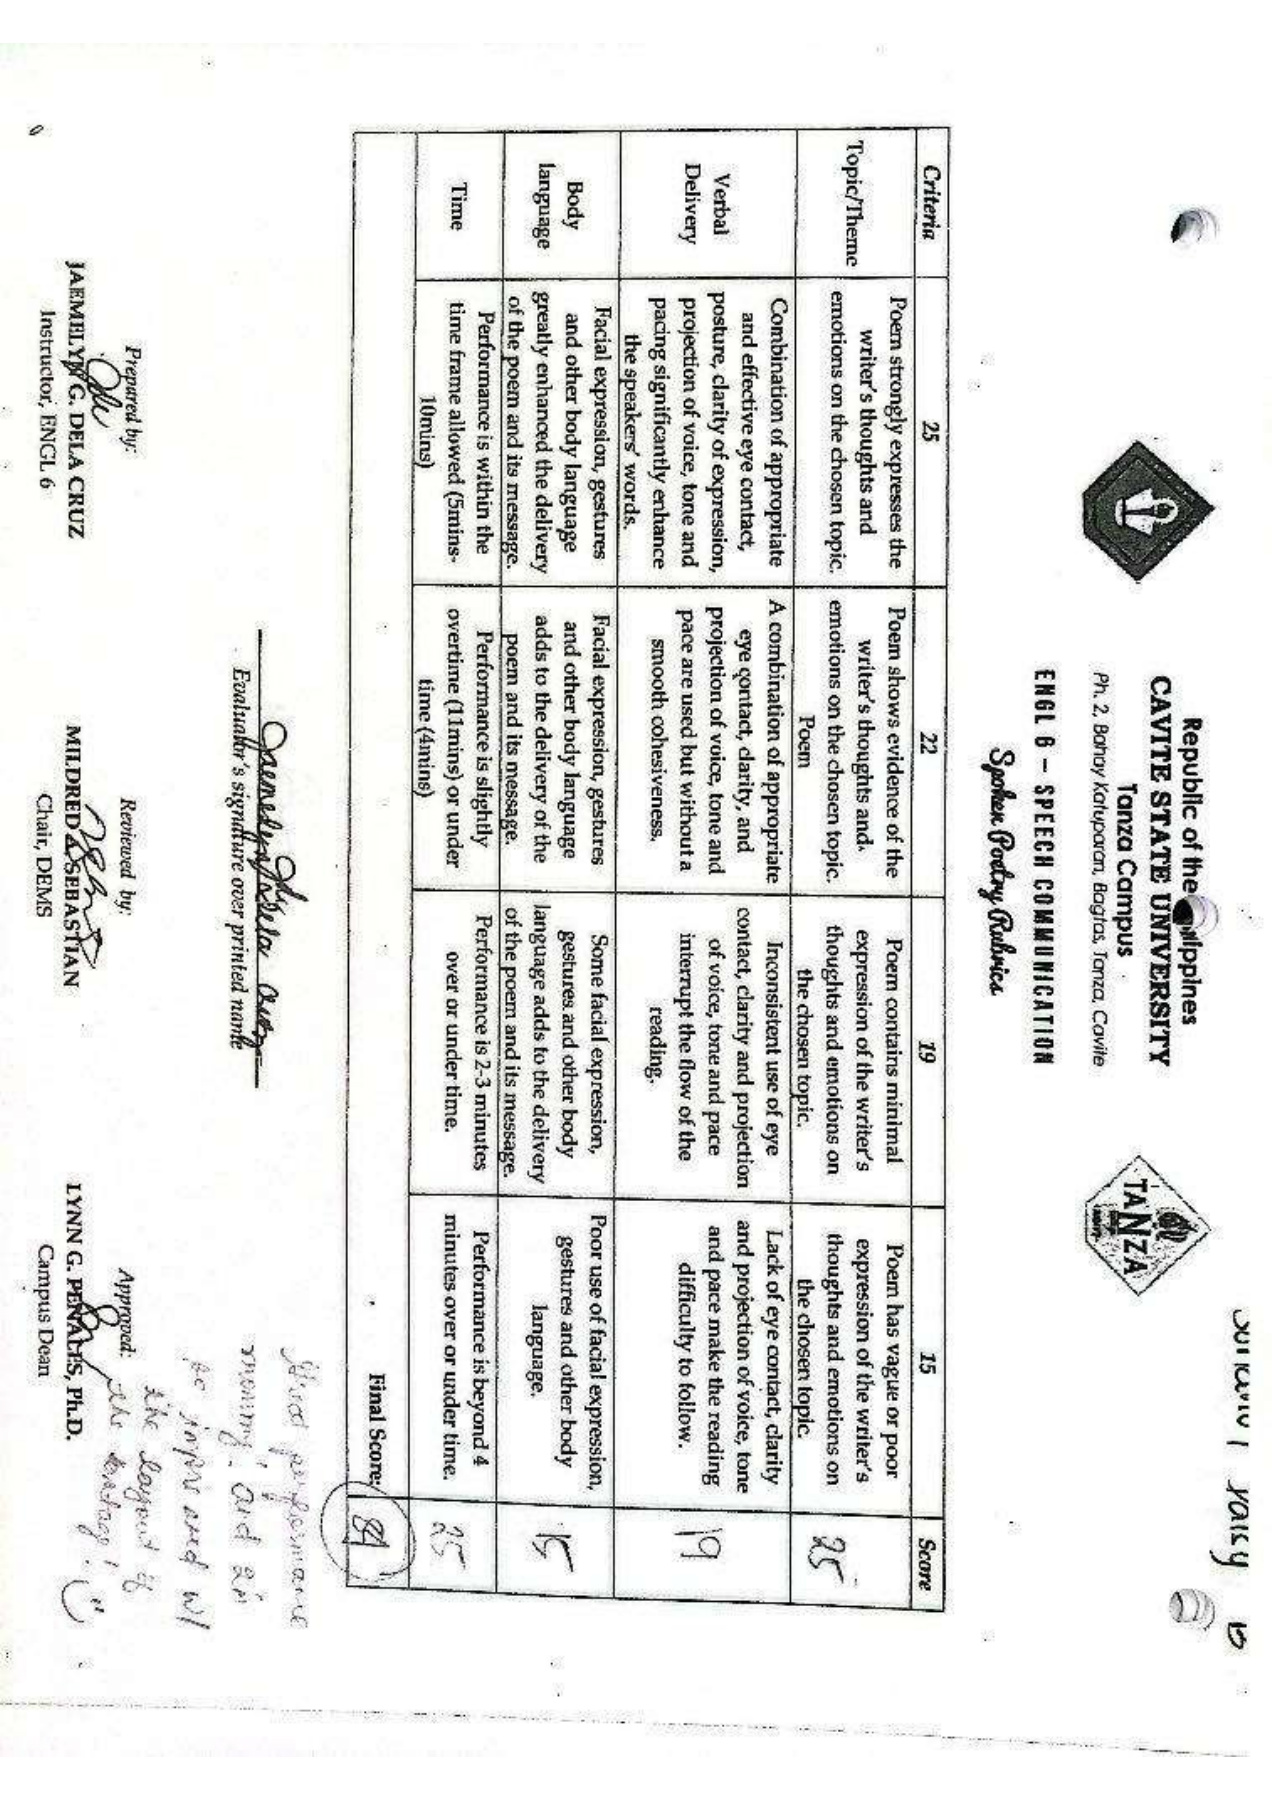 Republic of the
CAVITE STATE UNIVERSITY
Tanza Campus
Ph. 2, Bahay Katuparan, Bagtas, Tanza, Cavite
TANZA
ENGL 6 – SPEECH COMMUNICATION
Spoken Poetry Rubrics
Criteria 25 22 19 15 Score
Topic/Theme
Poem strongly expresses the
writer's thoughts and
emotions on the chosen topic.
Poem shows evidence of the
writer's thoughts and
emotions on the chosen topic.
Poem
Poem contains minimal
expression of the writer's
thoughts and emotions on
the chosen topic.
Poem has vague or poor
expression of the writer's
thoughts and emotions on
the chosen topic.
25
Verbal
Delivery
Combination of appropriate
and effective eye contact,
posture, clarity of expression,
projection of voice, tone and
pacing significantly enhance
the speakers' words.
A combination of appropriate
eye contact, clarity, and
projection of voice, tone and
pace are used but without a
smooth cohesiveness.
Inconsistent use of eye
contact, clarity and projection
of voice, tone and pace
interrupt the flow of the
reading.
Lack of eye contact, clarity
and projection of voice, tone
and pace make the reading
difficulty to follow.
19
Body
language
Facial expression, gestures
and other body language
greatly enhanced the delivery
of the poem and its message.
Facial expression, gestures
and other body language
adds to the delivery of the
poem and its message.
Some facial expression,
gestures and other body
language adds to the delivery
of the poem and its message.
Poor use of facial expression,
gestures and other body
language.
15
Time
Performance is within the
time frame allowed (5mins-
10mins)
Performance is slightly
overtime (11mins) or under
time (4mins)
Performance is 2-3 minutes
over or under time.
Performance is beyond 4
minutes over or under time.
25
Final Score: 84
Jaemelyn Dela Cruz
Evaluator's signature over printed name
Prepared by:
JAEMELYN G. DELA CRUZ
Instructor, ENGL 6
Reviewed by:
MILDRED A. SEBASTIAN
Chair, DEMS
Approved:
LYNN G. PENALES, Ph.D.
Campus Dean
Great performance